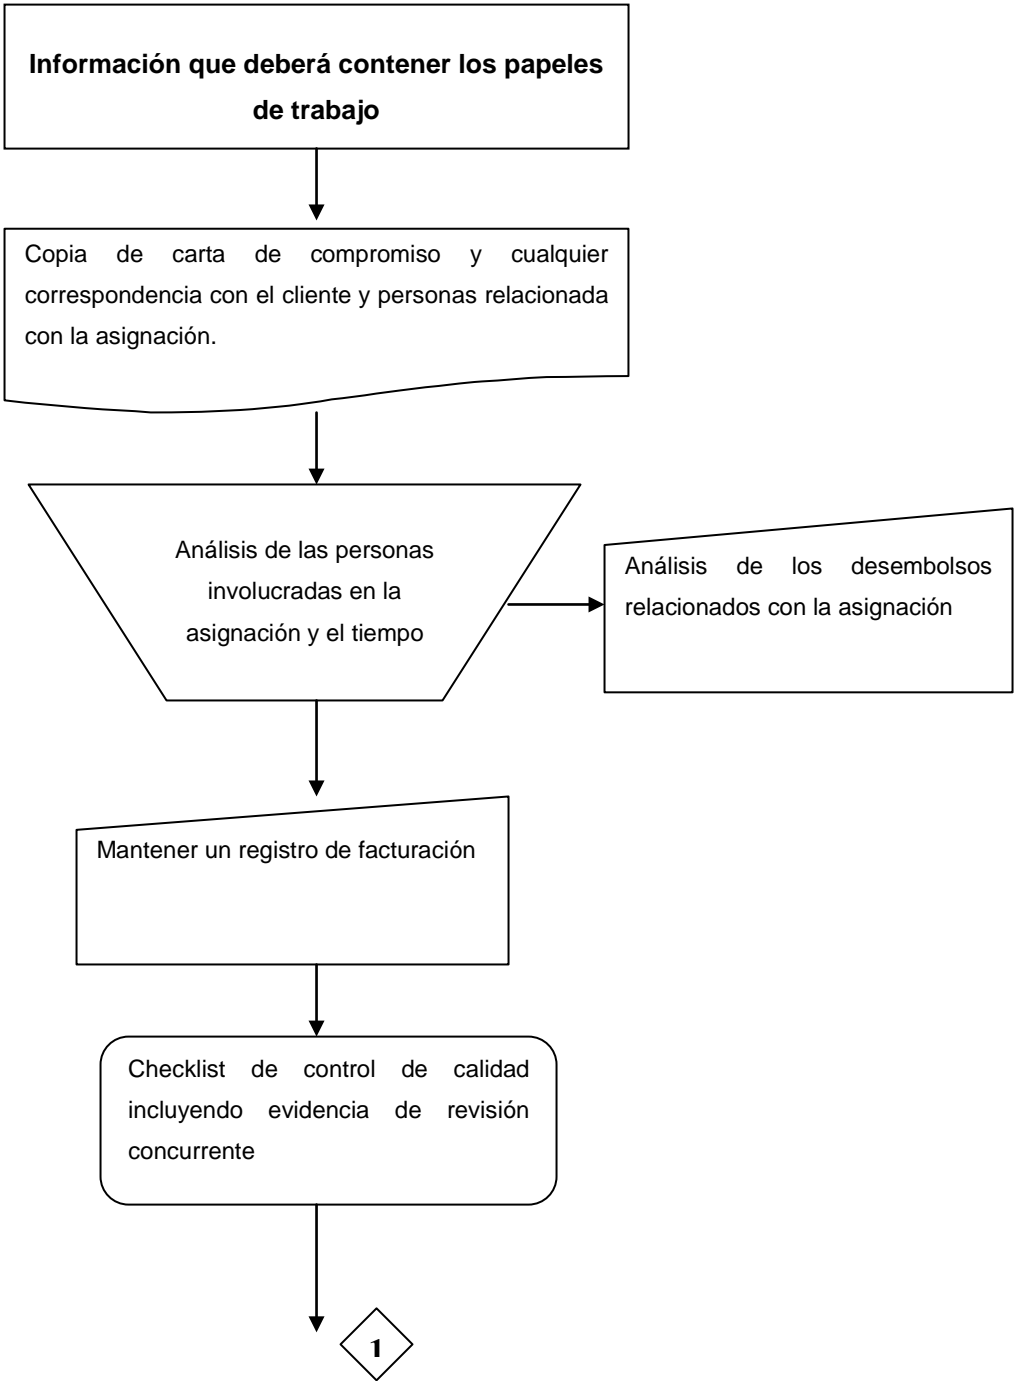 Información que deberá contener los papeles
de trabajo
Copia de carta de compromiso y cualquier
correspondencia con el cliente y personas relacionada
con la asignación.
Análisis de las personas
involucradas en la
asignación y el tiempo
Análisis de los desembolsos
relacionados con la asignación
Mantener un registro de facturación
Checklist de control de calidad
incluyendo evidencia de revisión
concurrente
1